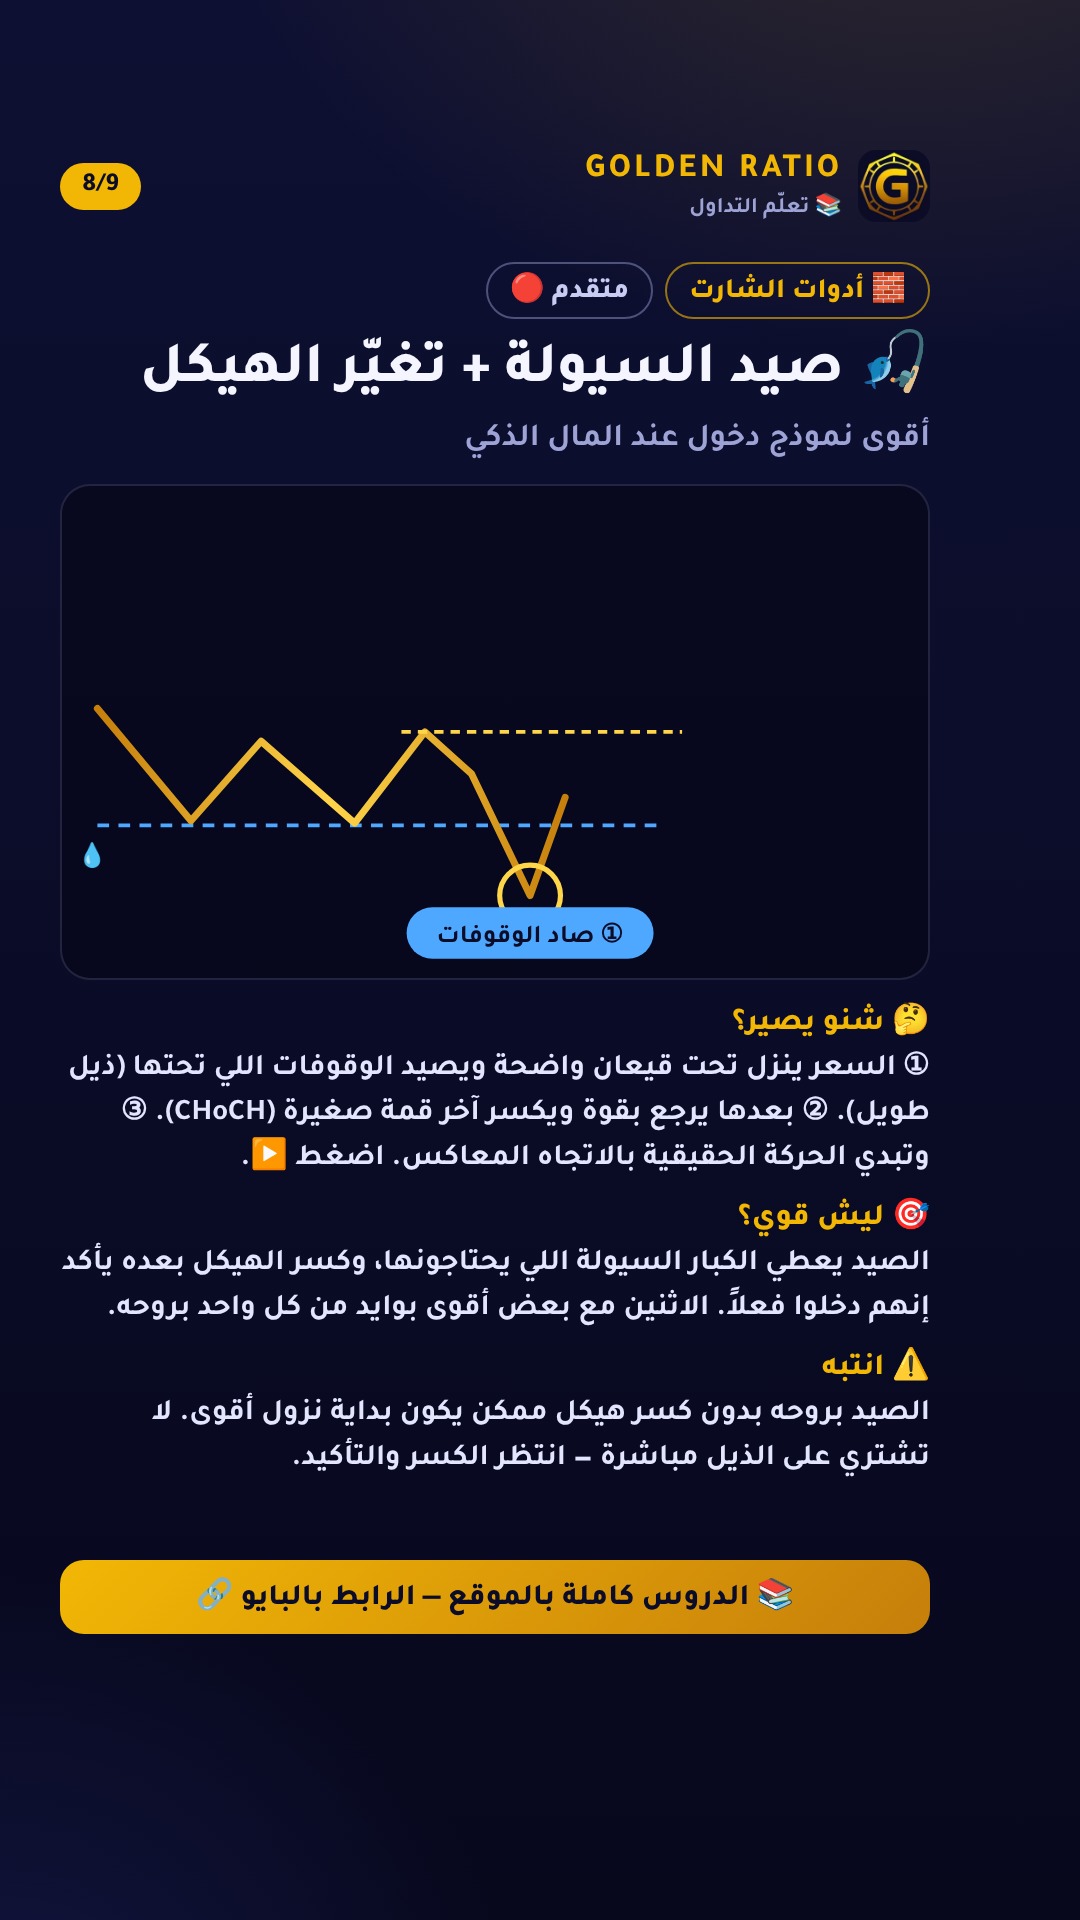 GOLDEN RATIO
📚 تعلّم التداول
8/9
🧱 أدوات الشارت
متقدم 🔴
🎣 صيد السيولة + تغيّر الهيكل
أقوى نموذج دخول عند المال الذكي
💧
① صاد الوقوفات
🤔 شنو يصير؟
① السعر ينزل تحت قيعان واضحة ويصيد الوقوفات اللي تحتها (ذيل
طويل). ② بعدها يرجع بقوة ويكسر آخر قمة صغيرة (CHoCH). ③
وتبدي الحركة الحقيقية بالاتجاه المعاكس. اضغط ▶️.
🎯 ليش قوي؟
الصيد يعطي الكبار السيولة اللي يحتاجونها، وكسر الهيكل بعده يأكد
إنهم دخلوا فعلاً. الاثنين مع بعض أقوى بوايد من كل واحد بروحه.
⚠️ انتبه
الصيد بروحه بدون كسر هيكل ممكن يكون بداية نزول أقوى. لا
تشتري على الذيل مباشرة — انتظر الكسر والتأكيد.
📚 الدروس كاملة بالموقع — الرابط بالبايو 🔗